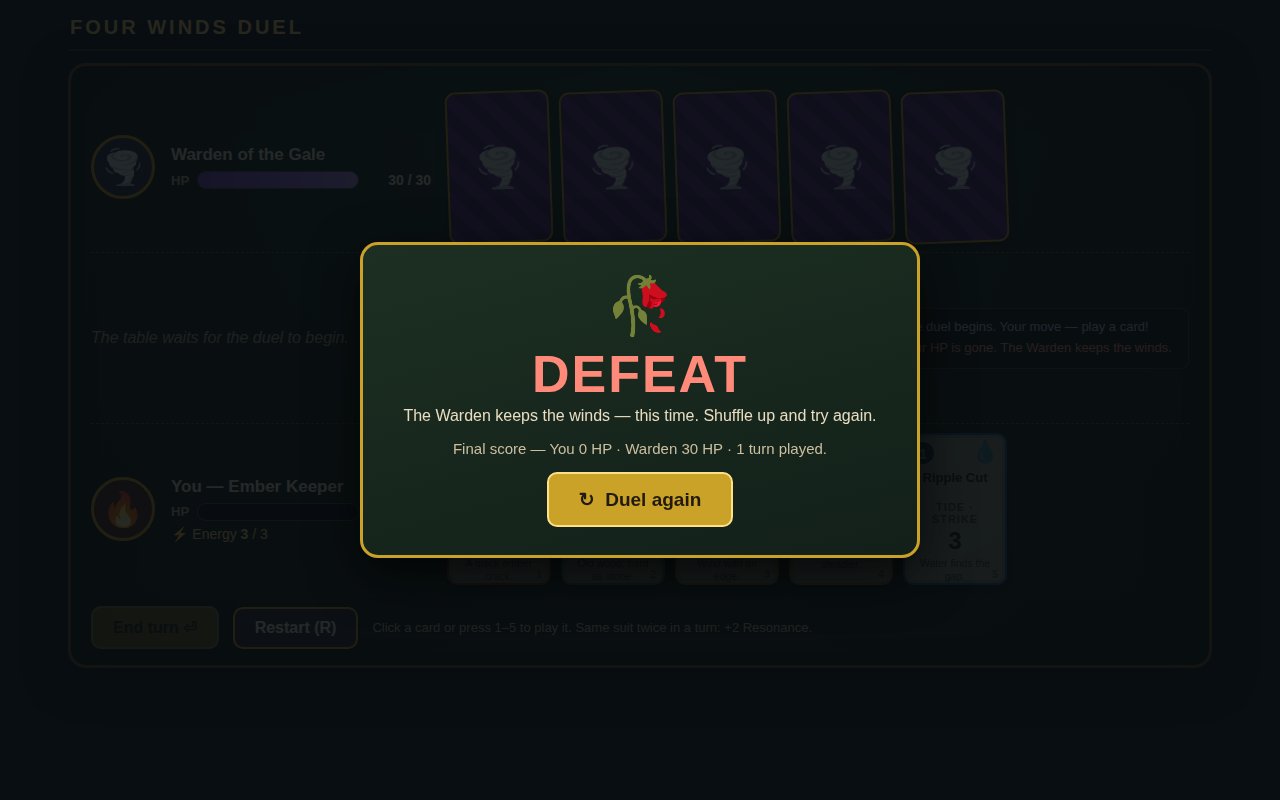 FOUR WINDS DUEL
Warden of the Gale
HP 30 / 30
The table waits for the duel to begin.
duel begins. Your move — play a card!
HP is gone. The Warden keeps the winds.
DEFEAT
The Warden keeps the winds — this time. Shuffle up and try again.
Final score — You 0 HP · Warden 30 HP · 1 turn played.
↻ Duel again
You — Ember Keeper
HP
⚡ Energy 3 / 3
Ripple Cut
TIDE ·
STRIKE
3
Water finds the
gap.
5
End turn ⏎
Restart (R)
Click a card or press 1–5 to play it. Same suit twice in a turn: +2 Resonance.